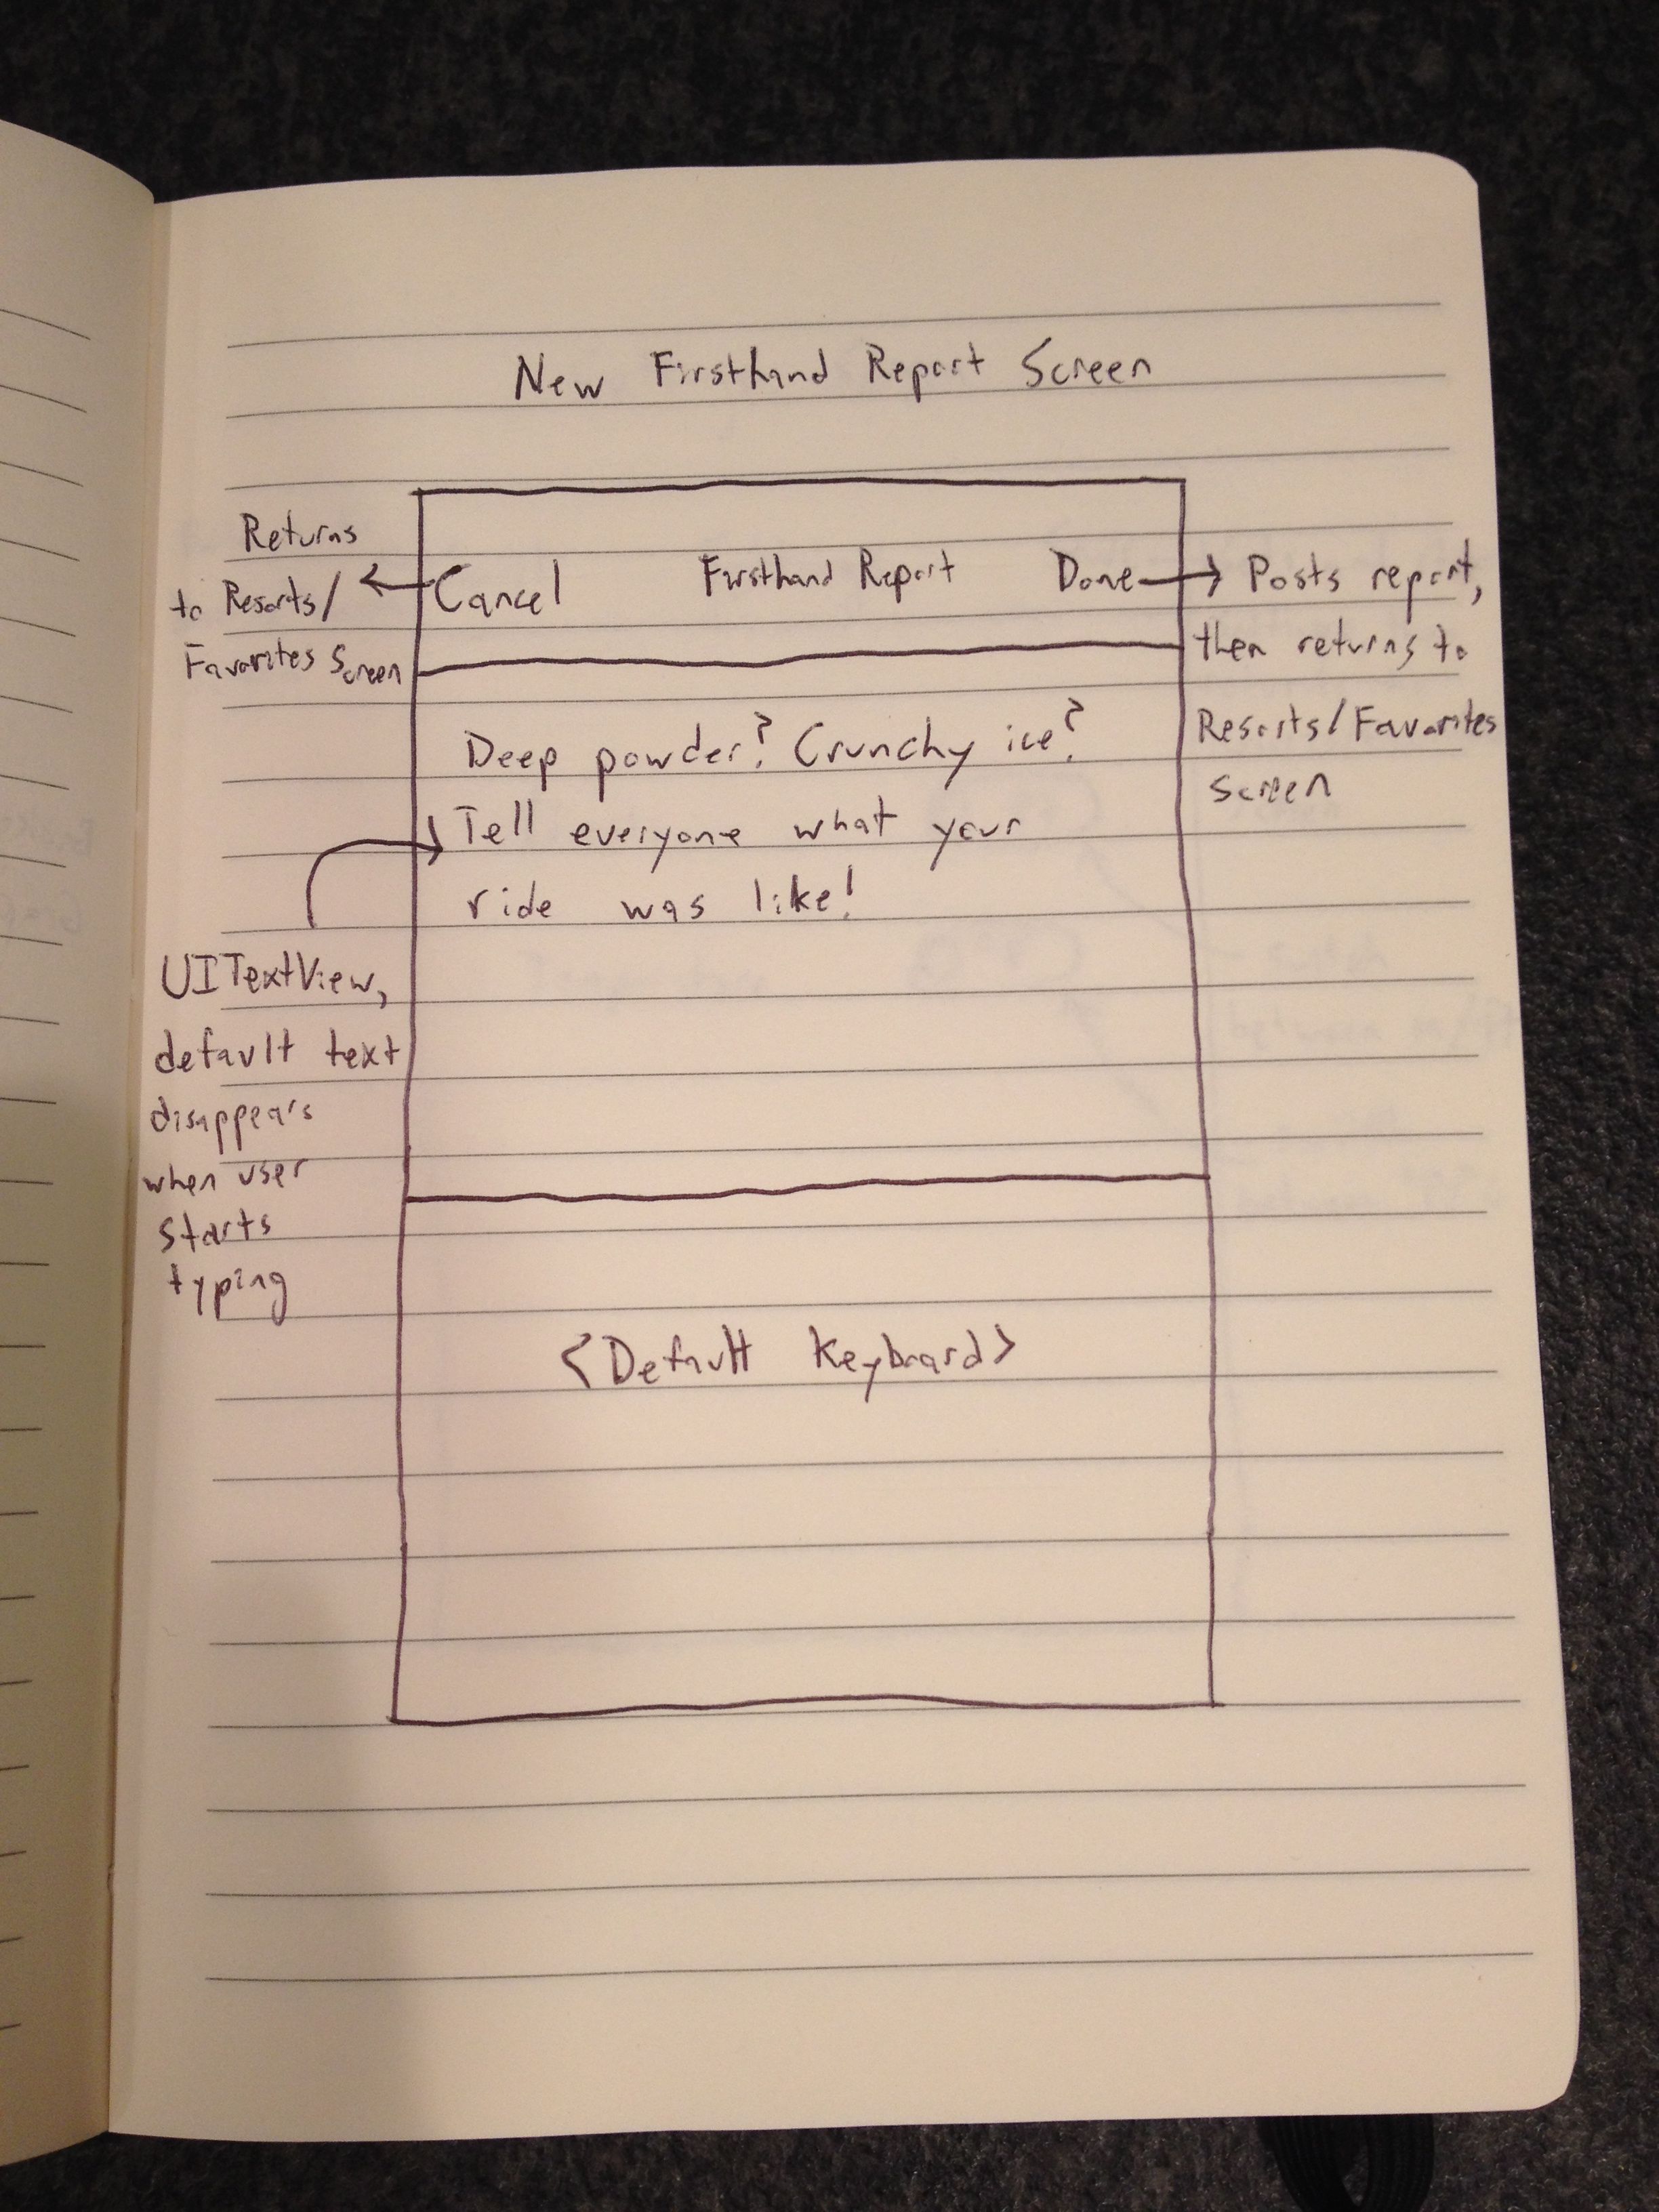 New Firsthand Report Screen
Returns
to Resorts/
Favorites Screen
Cancel
Firsthand Report
Done
Posts report,
then returns to
Resorts/Favorites
screen
Deep powder? Crunchy ice?
Tell everyone what your
ride was like!
UITextView,
default text
disappears
when user
starts
typing
<Default Keyboard>